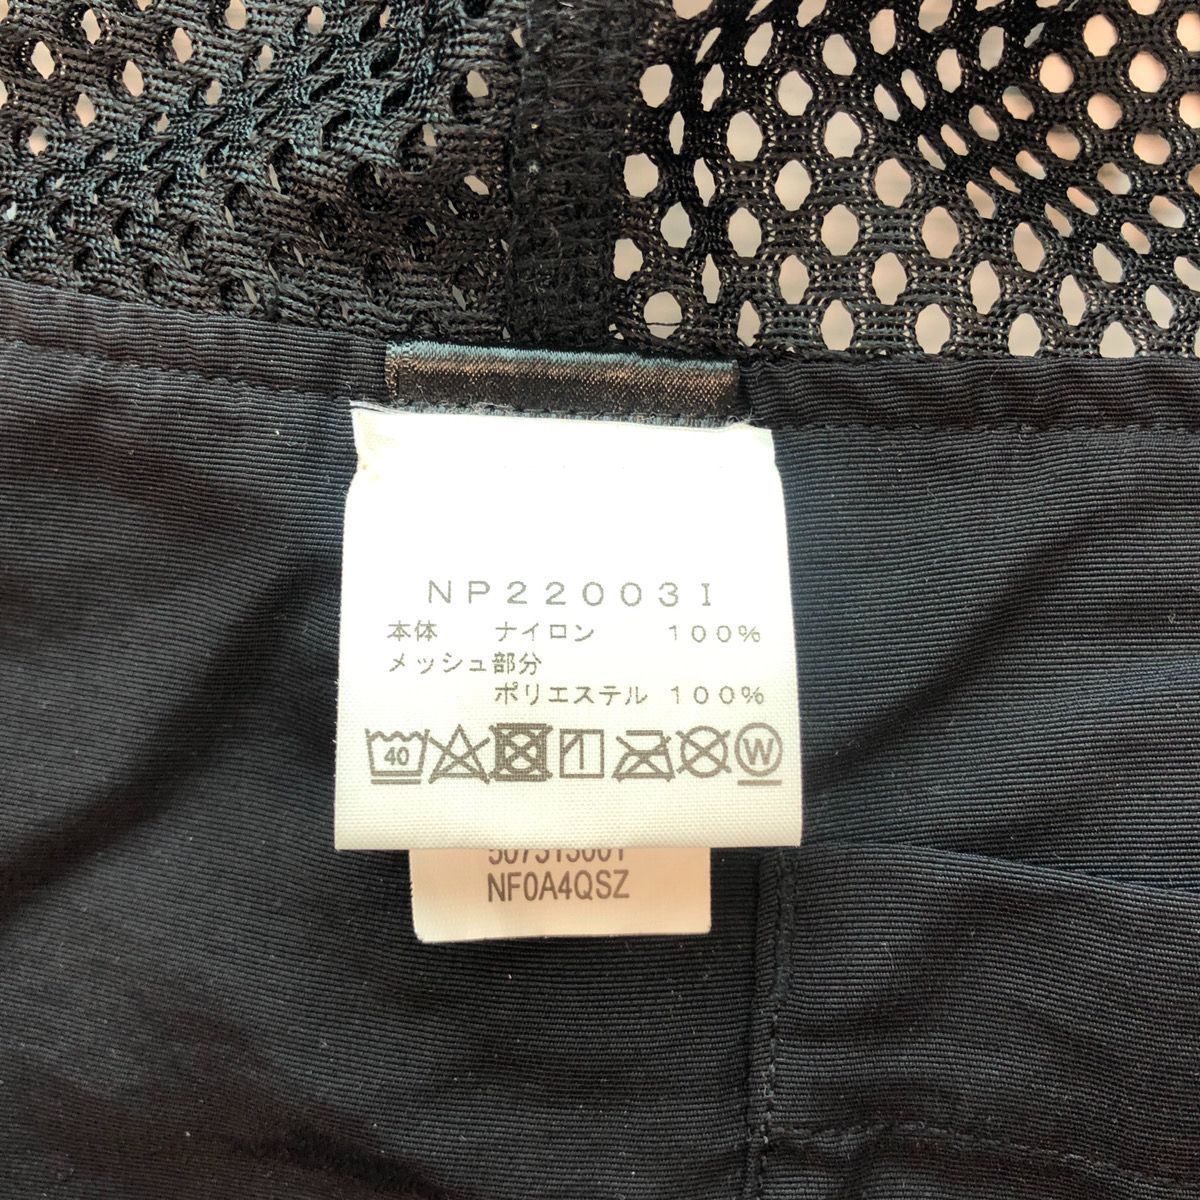 NP22003I
本体 ナイロン 100%
メッシュ部分
ポリエステル 100%
40 W
NF0A4QSZ